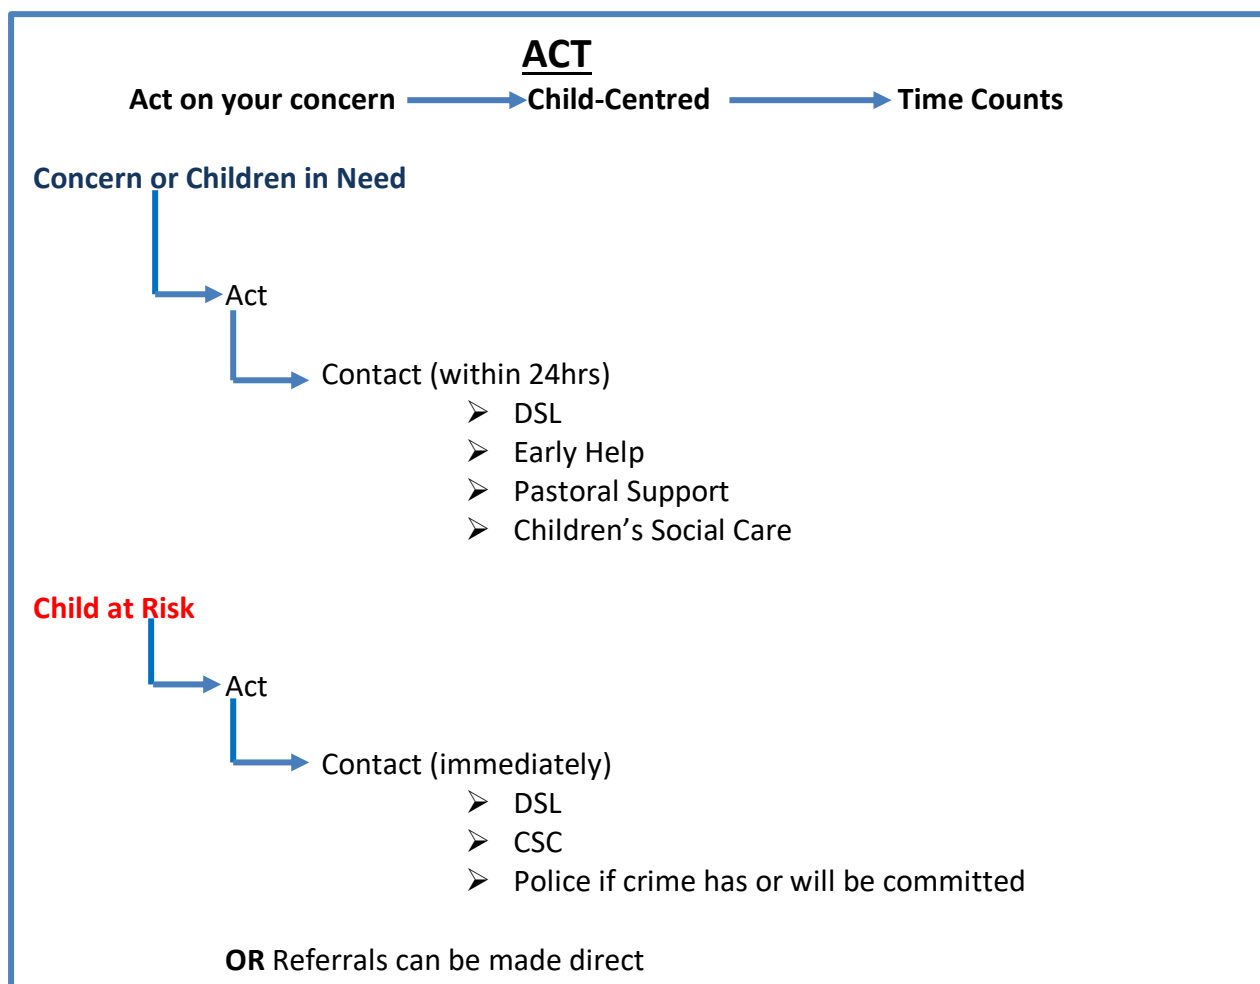 ACT
Act on your concern Child-Centred Time Counts
Concern or Children in Need
Act
Contact (within 24hrs)
➢ DSL
➢ Early Help
➢ Pastoral Support
➢ Children’s Social Care
Child at Risk
Act
Contact (immediately)
➢ DSL
➢ CSC
➢ Police if crime has or will be committed
OR Referrals can be made direct